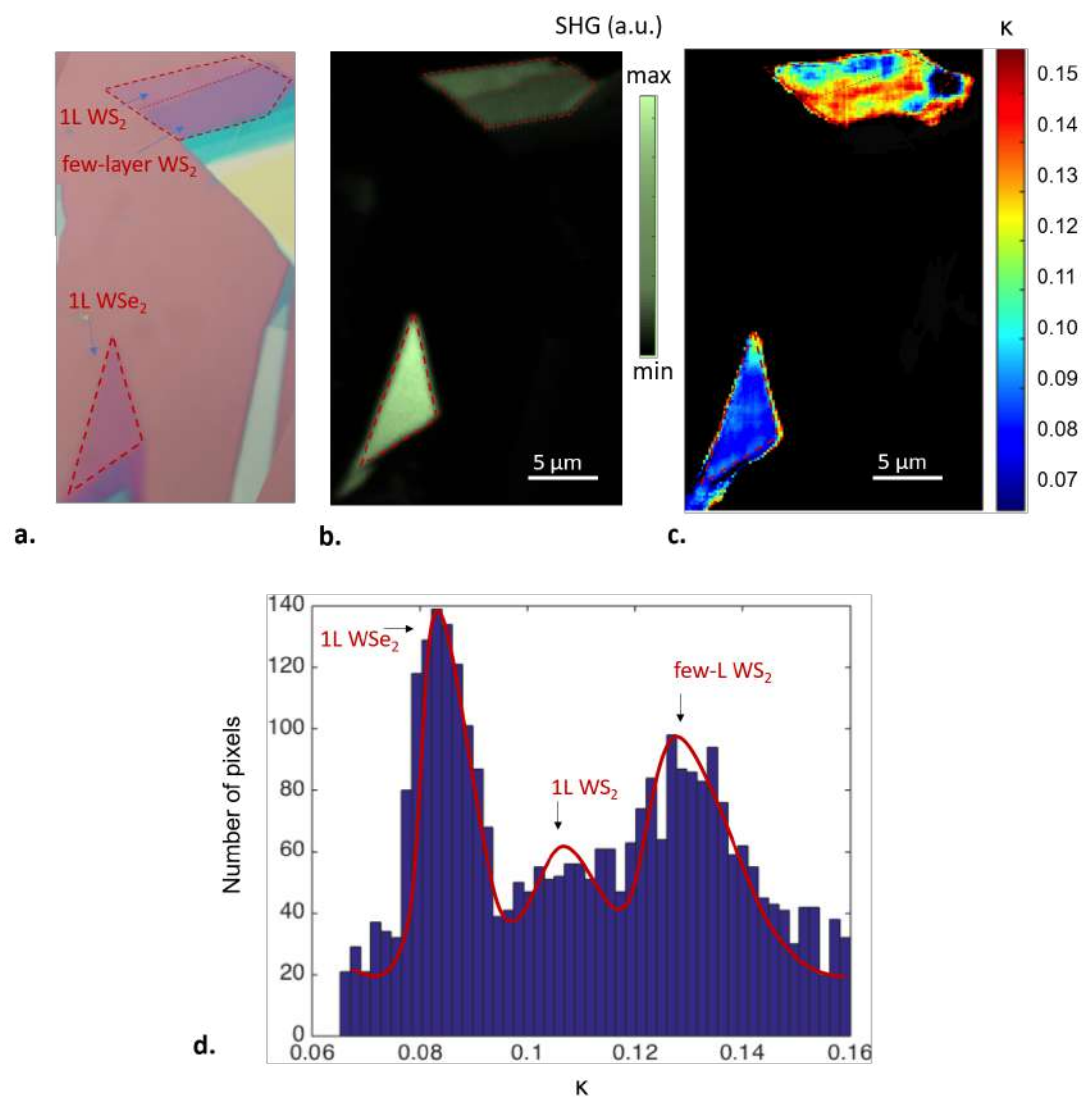 SHG (a.u.)
κ
max
min
1L WS₂
few-layer WS₂
1L WSe₂
5 µm
5 µm
0.15
0.14
0.13
0.12
0.11
0.10
0.09
0.08
0.07
a.
b.
c.
140
120
100
80
60
40
20
0
Number of pixels
1L WSe₂
1L WS₂
few-L WS₂
0.06
0.08
0.1
0.12
0.14
0.16
κ
d.